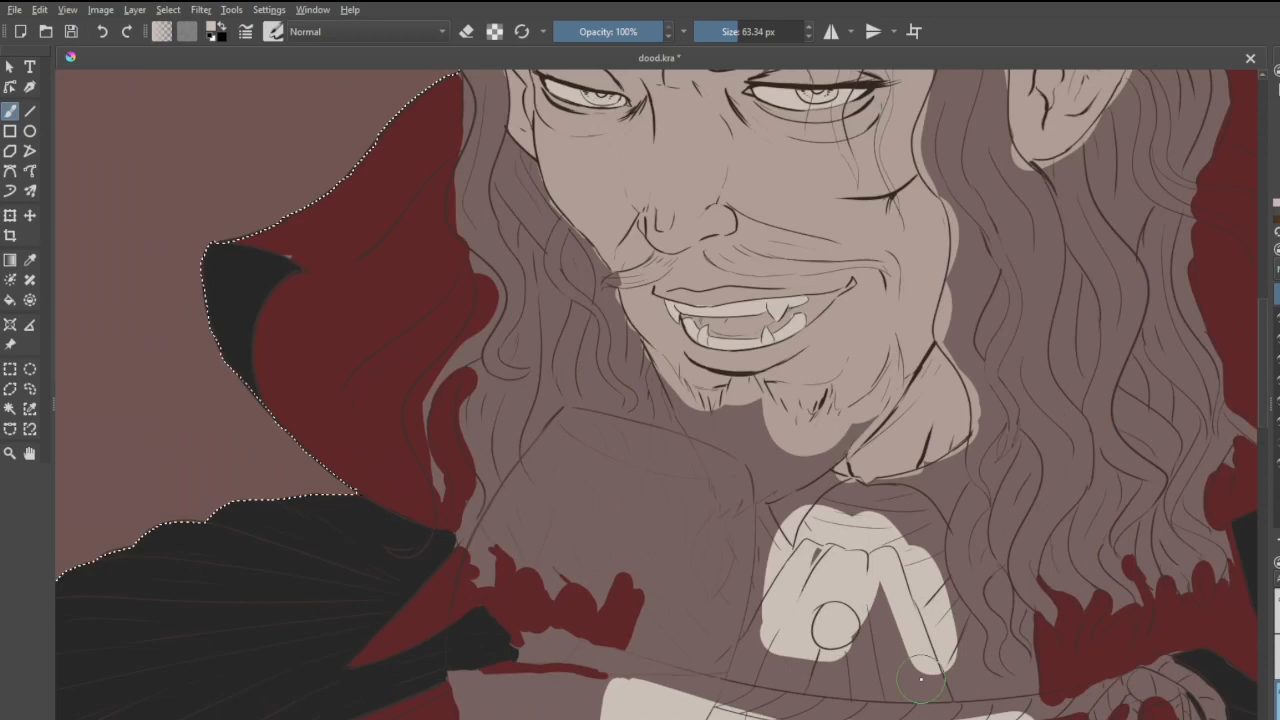 File Edit View Image Layer Select Filter Tools Settings Window Help
Normal Opacity: 100% Size: 63.34 px
dood.kra *